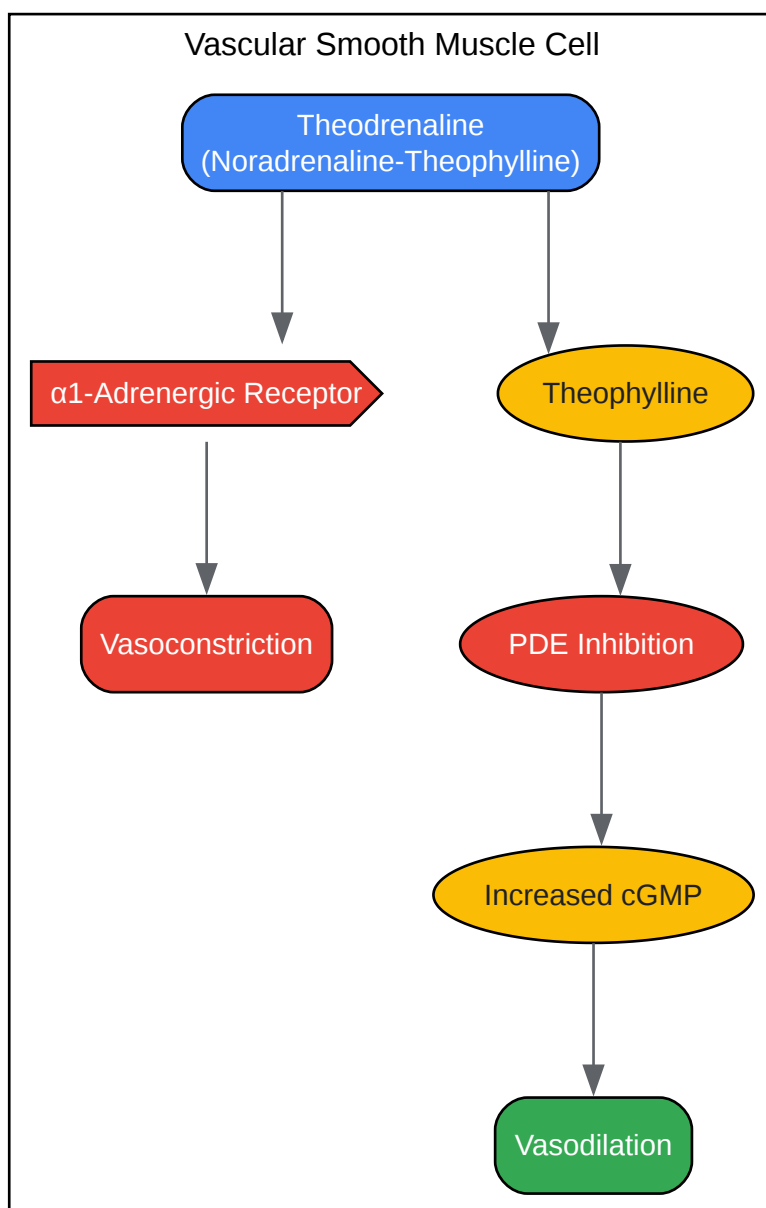 Vascular Smooth Muscle Cell
Theodrenaline
(Noradrenaline-Theophylline)
α1-Adrenergic Receptor
Theophylline
Vasoconstriction
PDE Inhibition
Increased cGMP
Vasodilation